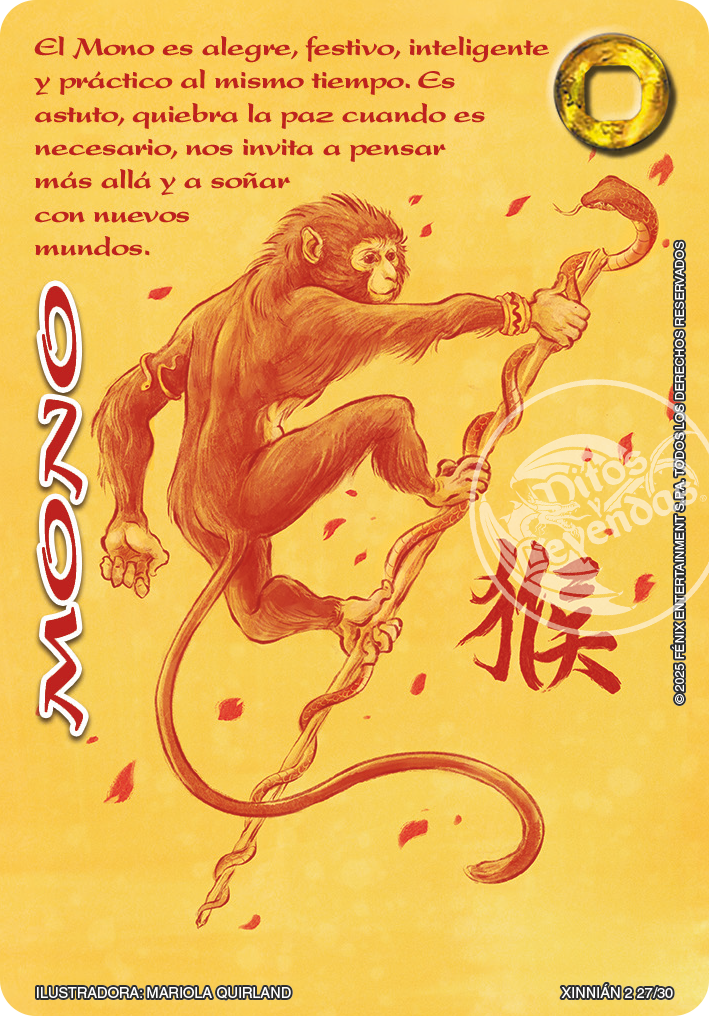 El Mono es alegre, festivo, inteligente
y práctico al mismo tiempo. Es
astuto, quiebra la paz cuando es
necesario, nos invita a pensar
más allá y a soñar
con nuevos
mundos.
MONO
Mitos
y
Leyendas
猴
© 2025 FÉNIX ENTERTAINMENT S.P.A. TODOS LOS DERECHOS RESERVADOS
ILUSTRADORA: MARIOLA QUIRLAND
XINNIÁN 2 27/30